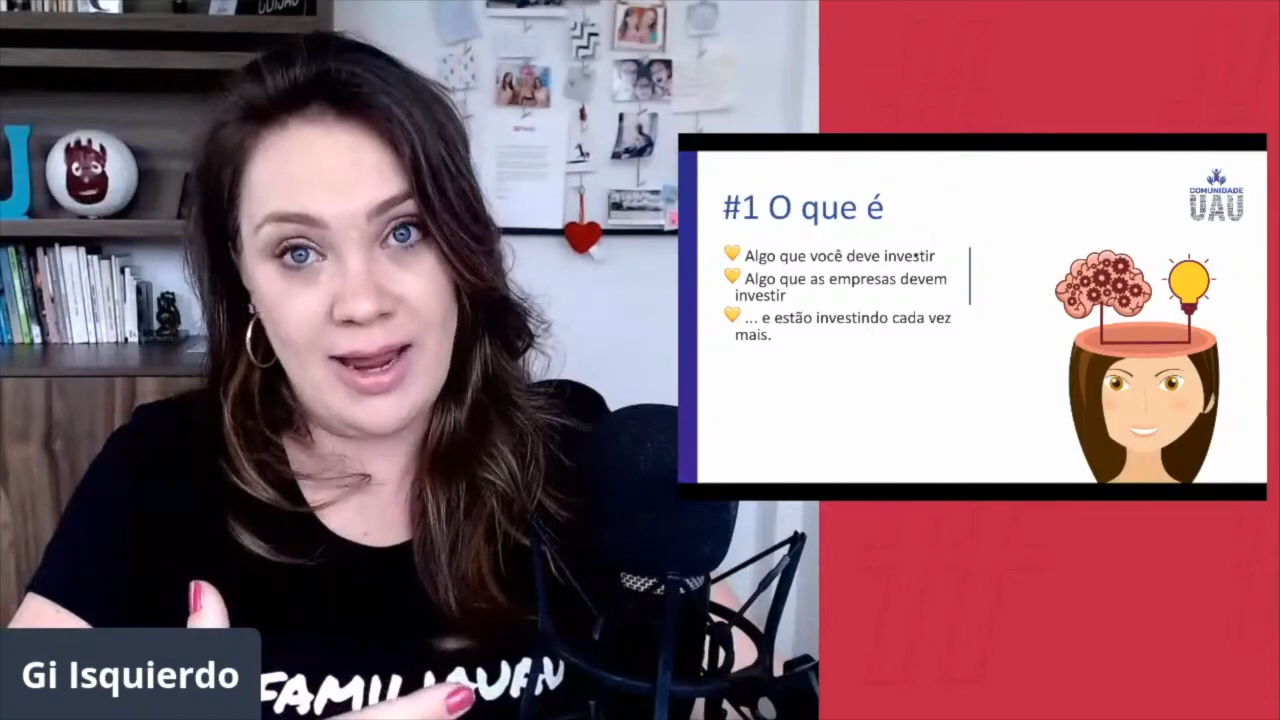 #1 O que é
COMUNIDADE
UAU
💛 Algo que você deve investir
💛 Algo que as empresas devem
investir
💛 ... e estão investindo cada vez
mais.
Gi Isquierdo